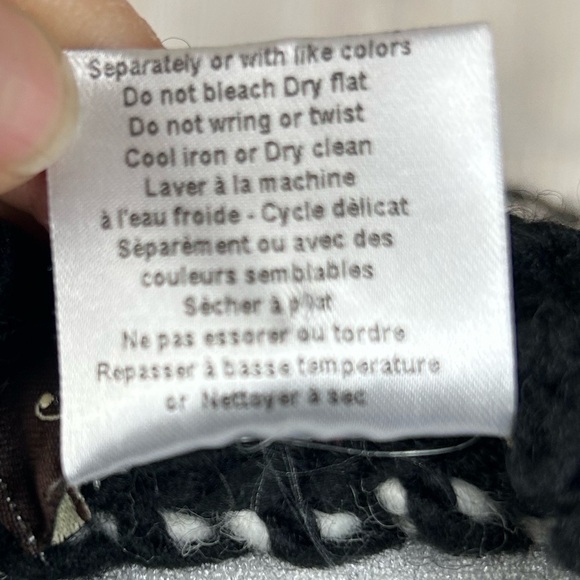 Separately or with like colors
Do not bleach Dry flat
Do not wring or twist
Cool iron or Dry clean
Laver à la machine
à l'eau froide - Cycle dèlicat
Sèparèment ou avec des
couleurs semblables
Sècher à plat
Ne pas essorer ou tordre
Repasser à basse temperature
or Nettoyer à sec